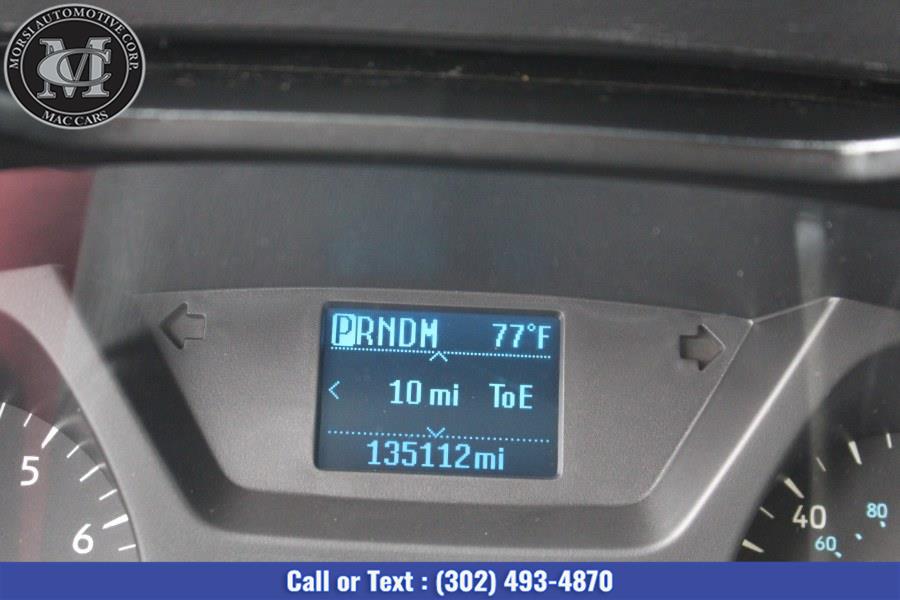 MORSI AUTOMOTIVE CORP.
MC
MAC CARS
PRNDM 77°F
10 mi ToE
135112mi
5
6
40
60
80
Call or Text : (302) 493-4870